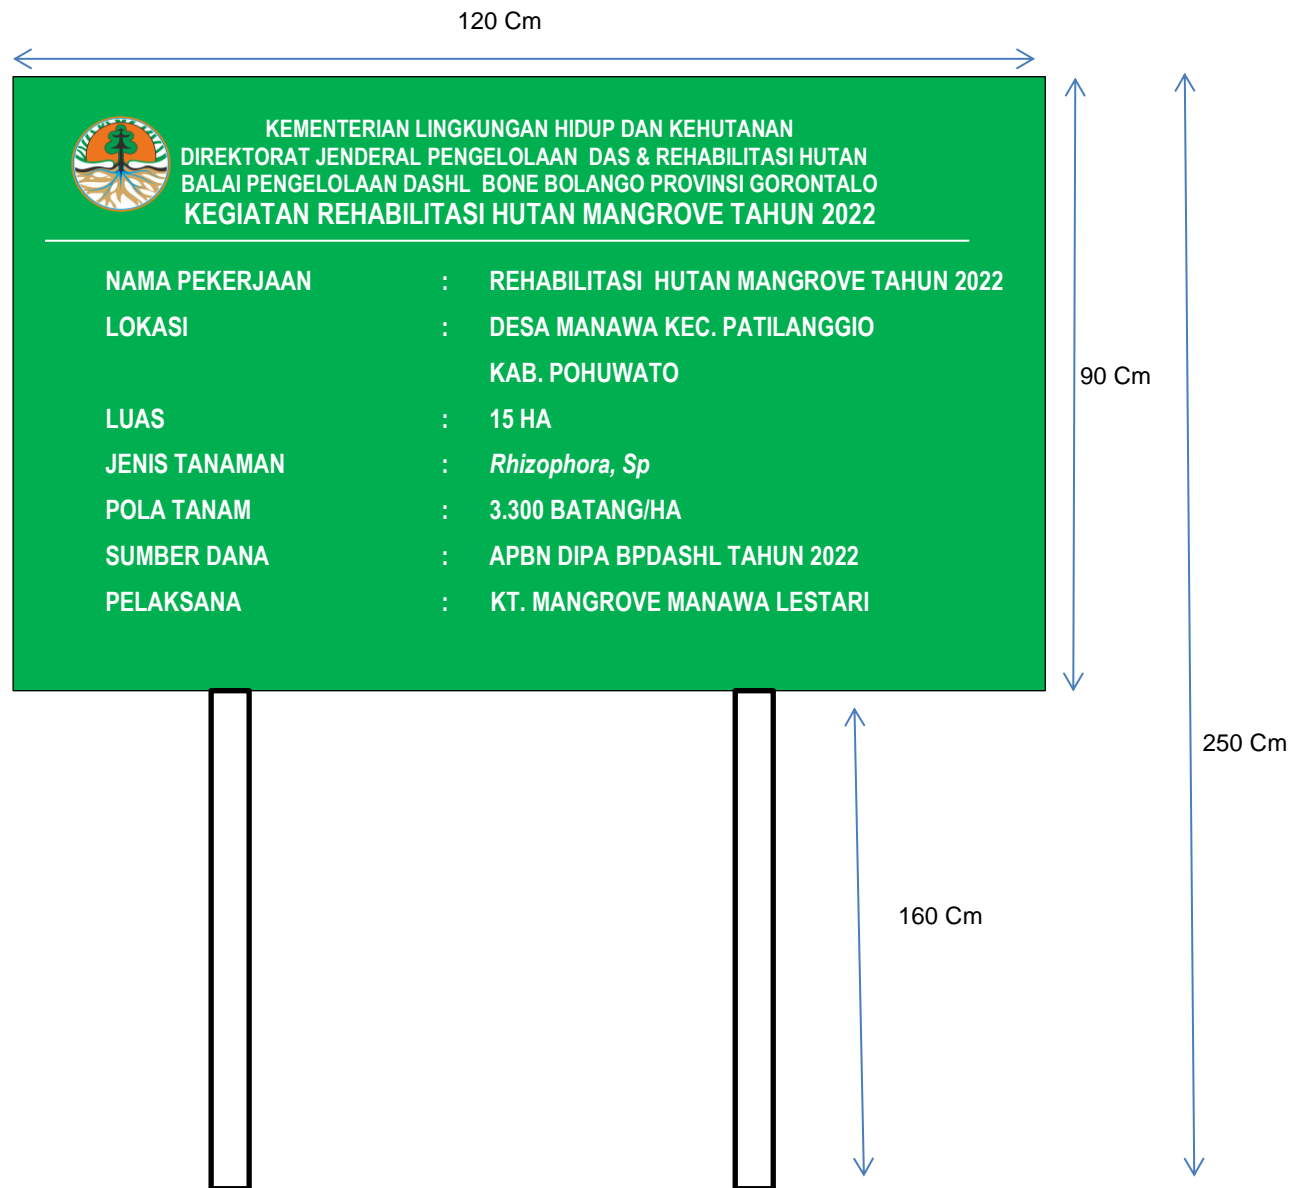 120 Cm
KEMENTERIAN LINGKUNGAN HIDUP DAN KEHUTANAN
DIREKTORAT JENDERAL PENGELOLAAN DAS & REHABILITASI HUTAN
BALAI PENGELOLAAN DASHL BONE BOLANGO PROVINSI GORONTALO
KEGIATAN REHABILITASI HUTAN MANGROVE TAHUN 2022
NAMA PEKERJAAN : REHABILITASI HUTAN MANGROVE TAHUN 2022
LOKASI : DESA MANAWA KEC. PATILANGGIO
KAB. POHUWATO
90 Cm
LUAS : 15 HA
JENIS TANAMAN : Rhizophora, Sp
POLA TANAM : 3.300 BATANG/HA
SUMBER DANA : APBN DIPA BPDASHL TAHUN 2022
PELAKSANA : KT. MANGROVE MANAWA LESTARI
250 Cm
160 Cm